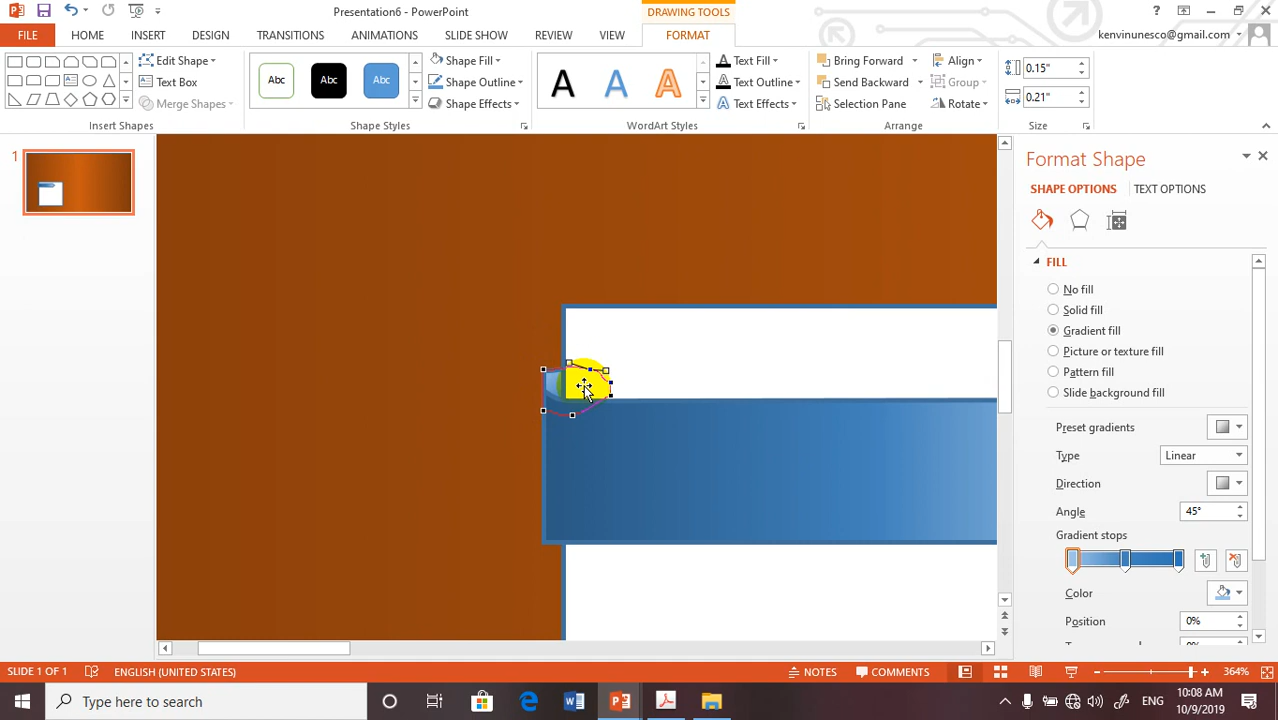 Presentation6 - PowerPoint
DRAWING TOOLS
?
FILE
HOME
INSERT
DESIGN
TRANSITIONS
ANIMATIONS
SLIDE SHOW
REVIEW
VIEW
FORMAT
kenvinunesco@gmail.com
Edit Shape
Text Box
Merge Shapes
Insert Shapes
Abc
Abc
Abc
Shape Fill
Shape Outline
Shape Effects
Shape Styles
A
A
A
Text Fill
Text Outline
Text Effects
WordArt Styles
Bring Forward
Send Backward
Selection Pane
Align
Group
Rotate
Arrange
0.15"
0.21"
Size
1
Format Shape
SHAPE OPTIONS
TEXT OPTIONS
FILL
No fill
Solid fill
Gradient fill
Picture or texture fill
Pattern fill
Slide background fill
Preset gradients
Type
Linear
Direction
Angle
45°
Gradient stops
Color
Position
0%
SLIDE 1 OF 1
ENGLISH (UNITED STATES)
NOTES
COMMENTS
364%
Type here to search
ENG
10:08 AM
10/9/2019